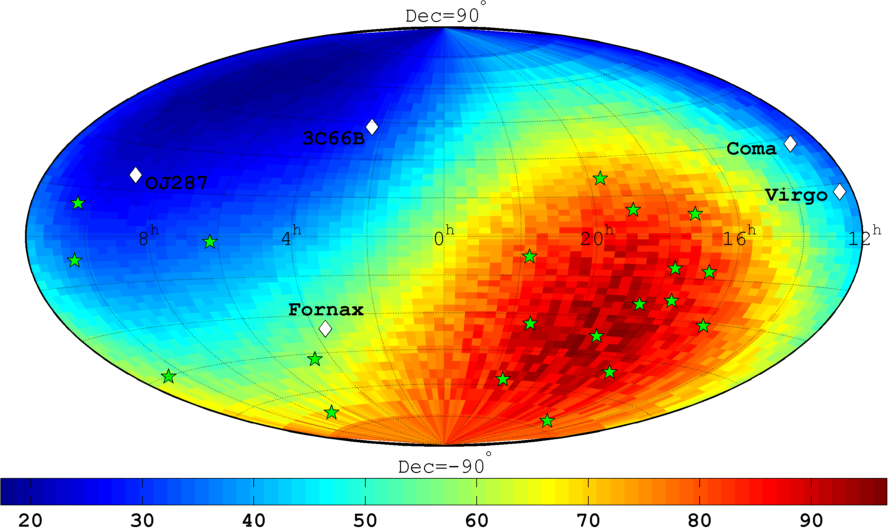 Dec=90°
3C66B
Coma
OJ287
Virgo
8h 4h 0h 20h 16h 12h
Fornax
Dec=-90°
20 30 40 50 60 70 80 90